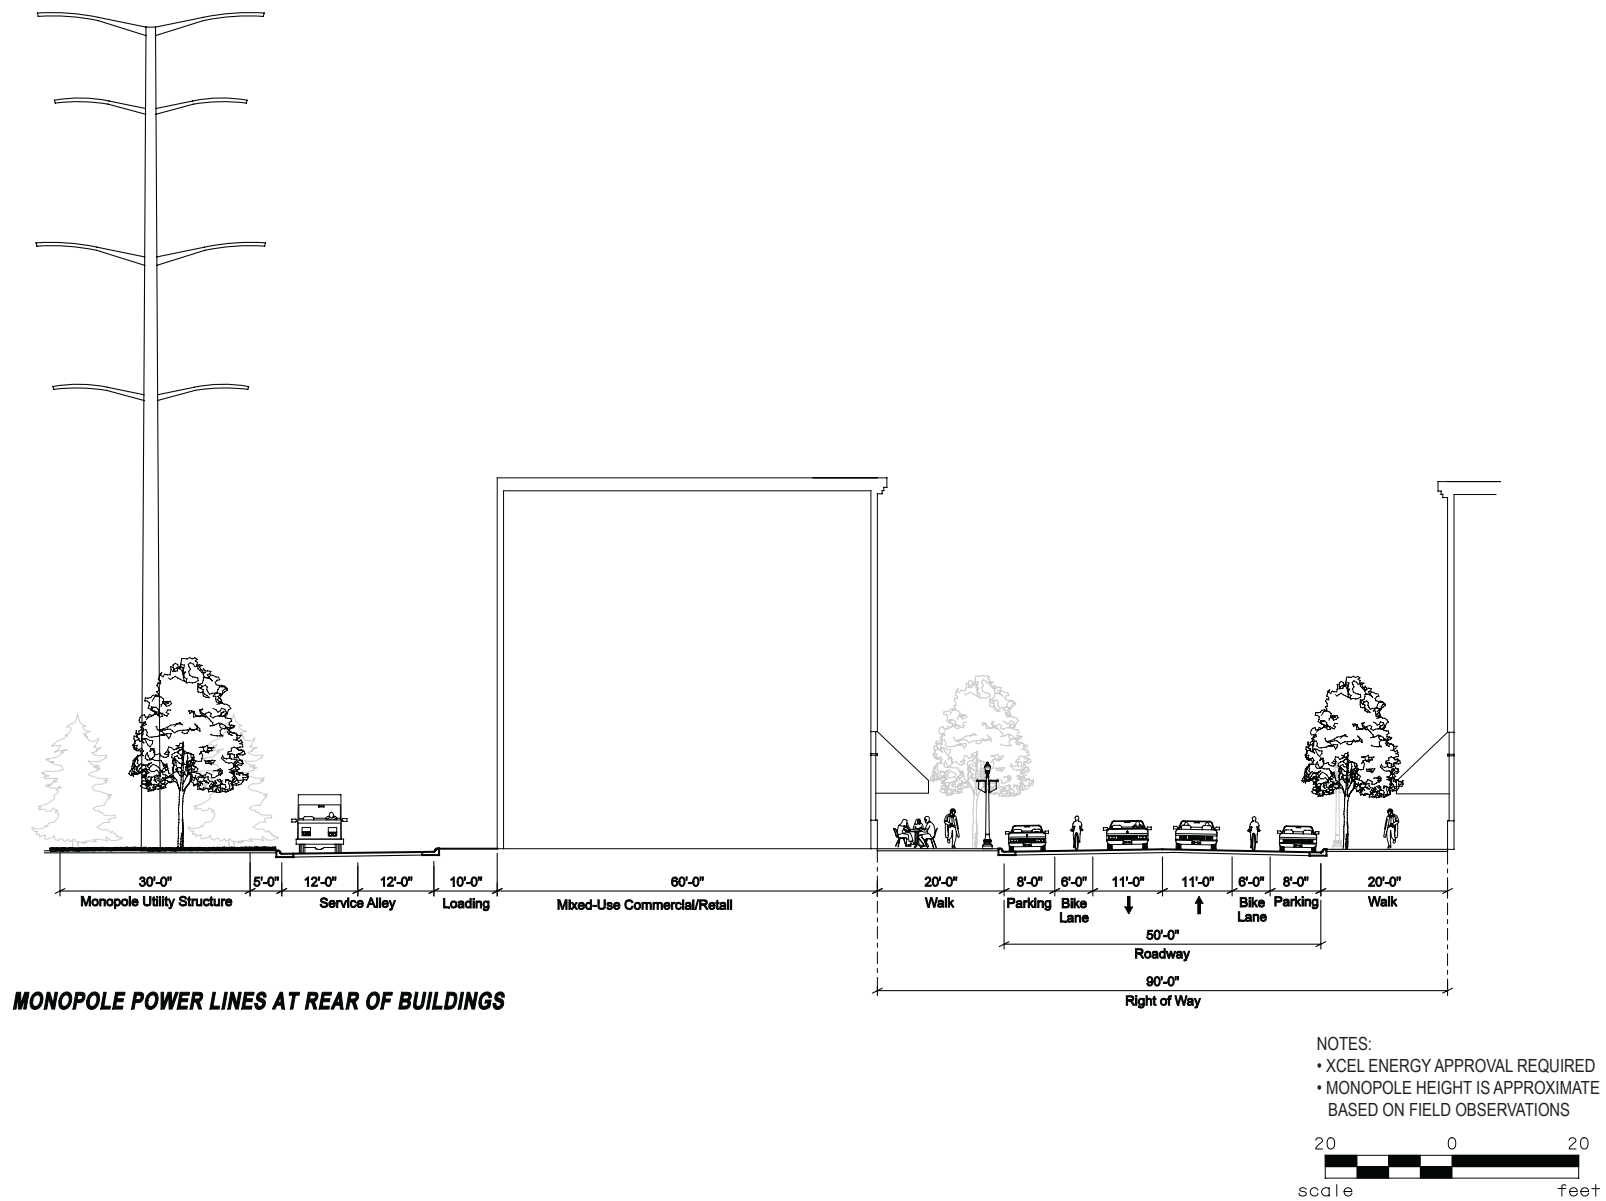 30'-0" 5'-0" 12'-0" 12'-0" 10'-0" 60'-0" 20'-0" 8'-0" 6'-0" 11'-0" 11'-0" 6'-0" 8'-0" 20'-0"
Monopole Utility Structure Service Alley Loading Mixed-Use Commercial/Retail Walk Parking Bike Bike Parking Walk
Lane Lane
50'-0"
Roadway
90'-0"
Right of Way
MONOPOLE POWER LINES AT REAR OF BUILDINGS
NOTES:
• XCEL ENERGY APPROVAL REQUIRED
• MONOPOLE HEIGHT IS APPROXIMATE
BASED ON FIELD OBSERVATIONS
20 0 20
scale feet